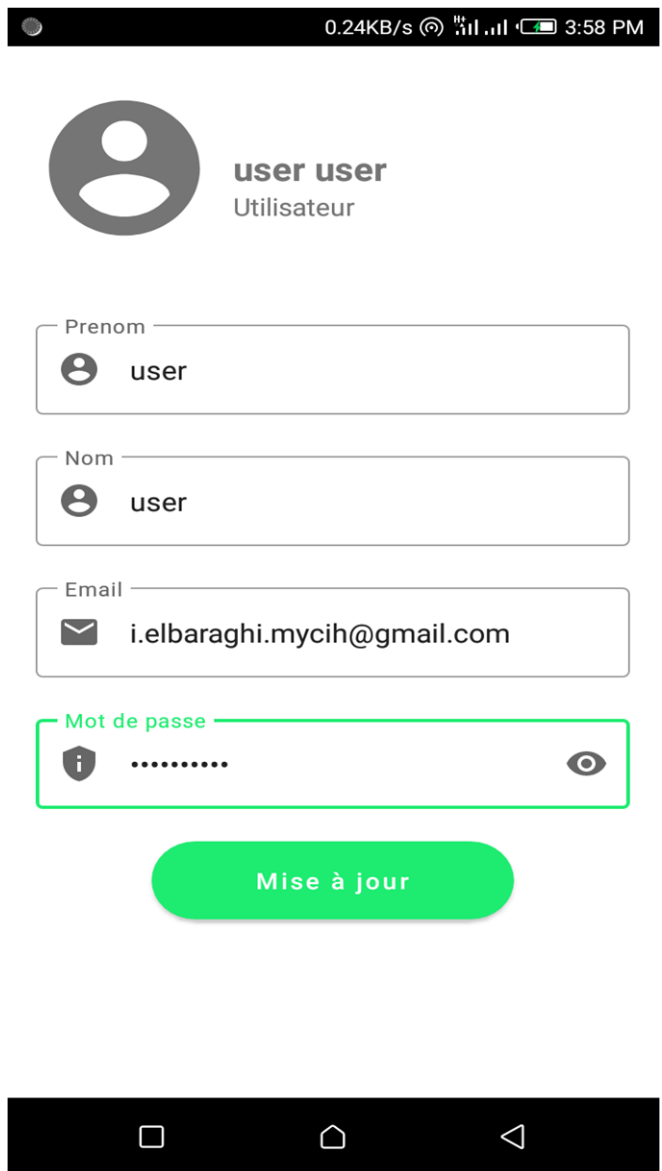 0.24KB/s 3:58 PM
user user
Utilisateur
Prenom
user
Nom
user
Email
i.elbaraghi.mycih@gmail.com
Mot de passe
••••••••••
Mise à jour